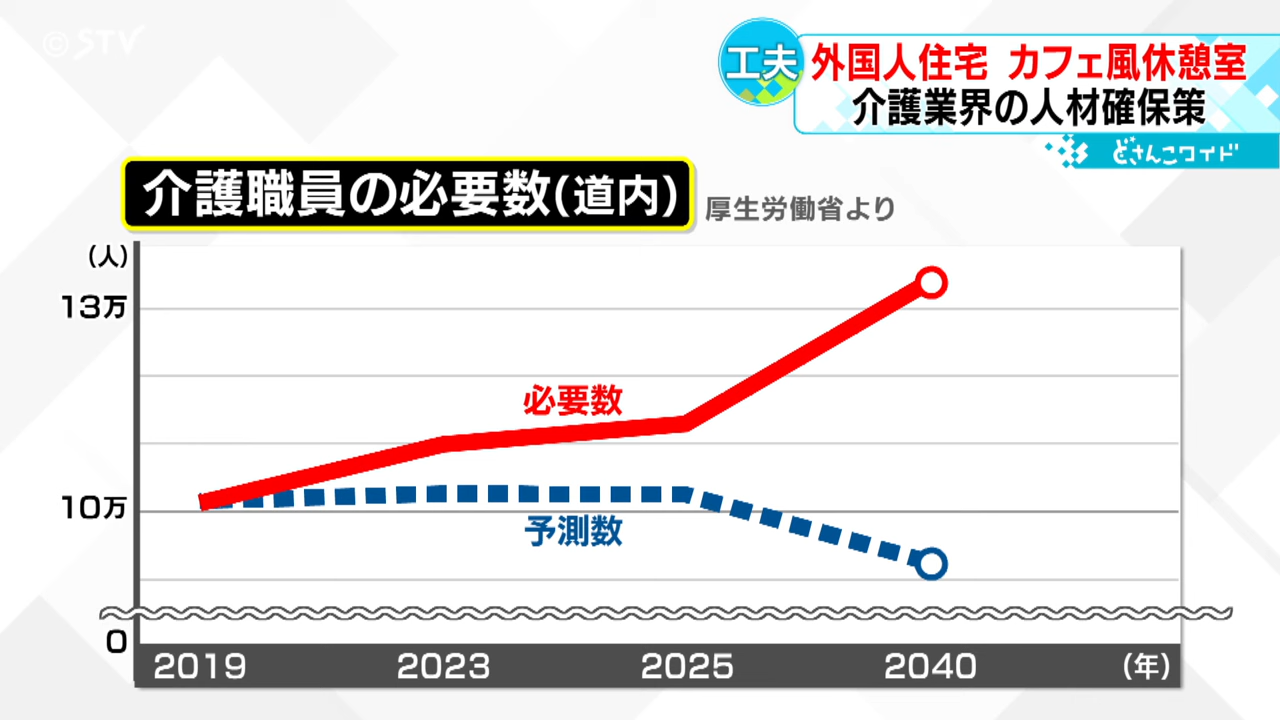 © STV
工夫
外国人住宅 カフェ風休憩室
介護業界の人材確保策
どさんこワイド
介護職員の必要数(道内)
厚生労働省より
(人)
13万
必要数
10万
予測数
0
2019 2023 2025 2040 (年)